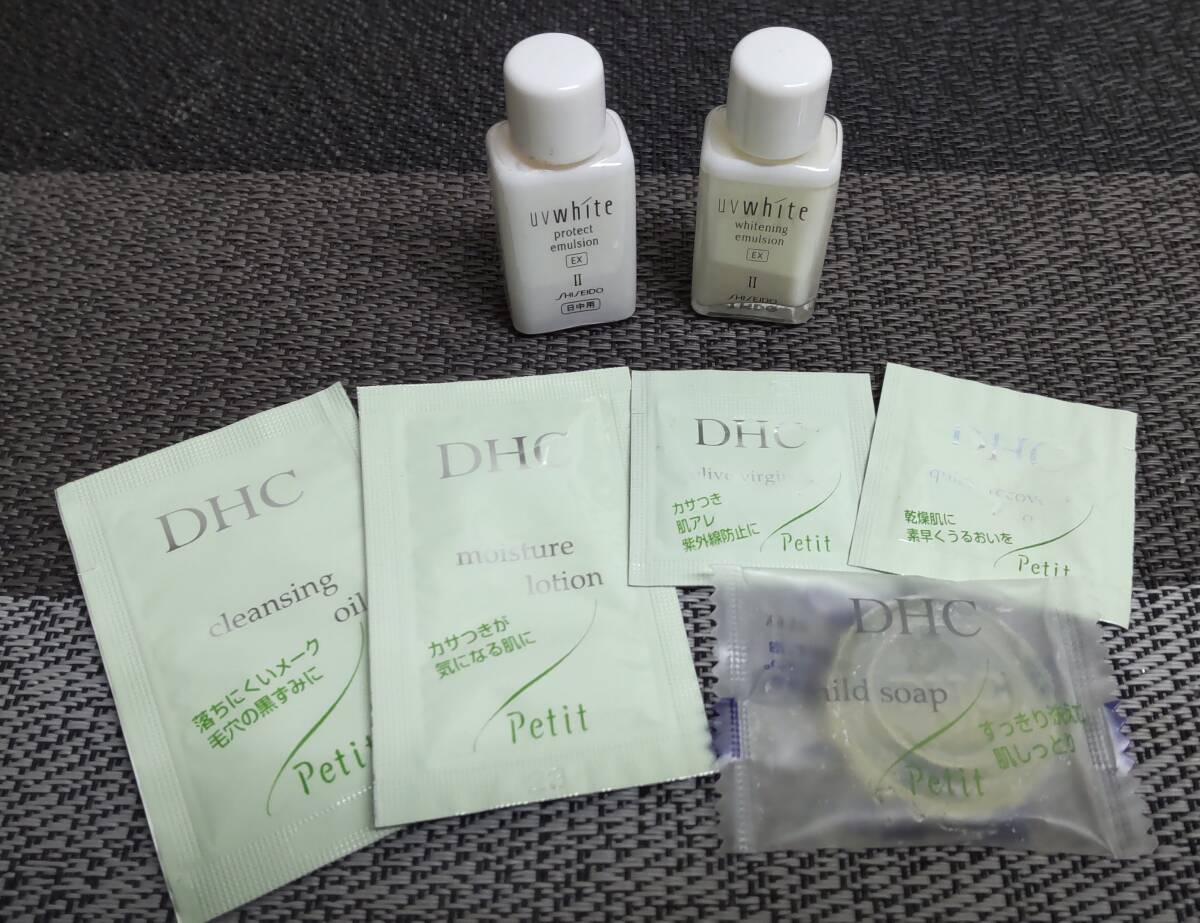 uvwhite
protect
emulsion
EX
II
SHISEIDO
日中用
uvwhite
whitening
emulsion
EX
II
SHISEIDO
DHC
cleansing
oil
落ちにくいメーク
毛穴の黒ずみに
Petit
DHC
moisture
lotion
カサつきが
気になる肌に
Petit
DHC
カサつき
肌アレ
紫外線防止に
Petit
DHC
乾燥肌に
素早くうるおいを
Petit
DHC
mild soap
すっきり
肌しっとり
Petit